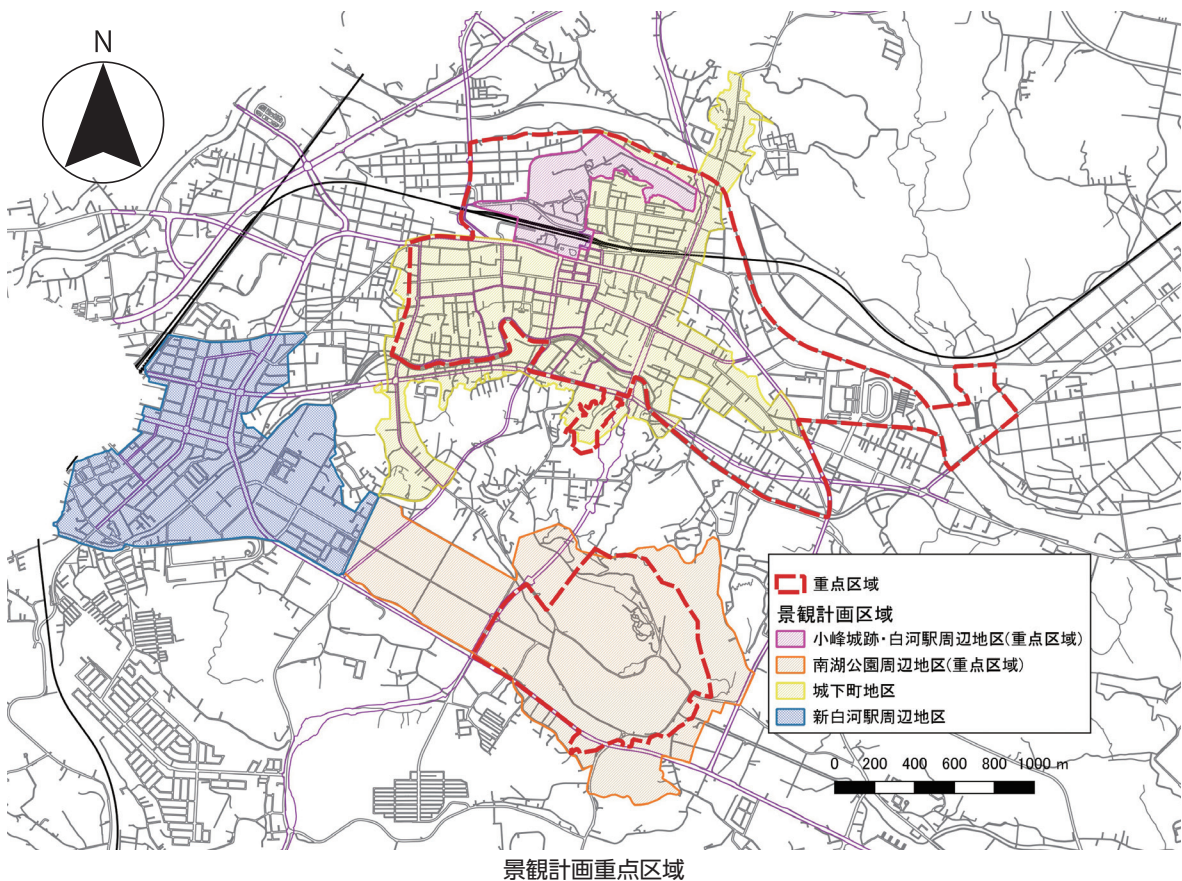 N
重点区域
景観計画区域
小峰城跡・白河駅周辺地区(重点区域)
南湖公園周辺地区(重点区域)
城下町地区
新白河駅周辺地区
0 200 400 600 800 1000 m
景観計画重点区域